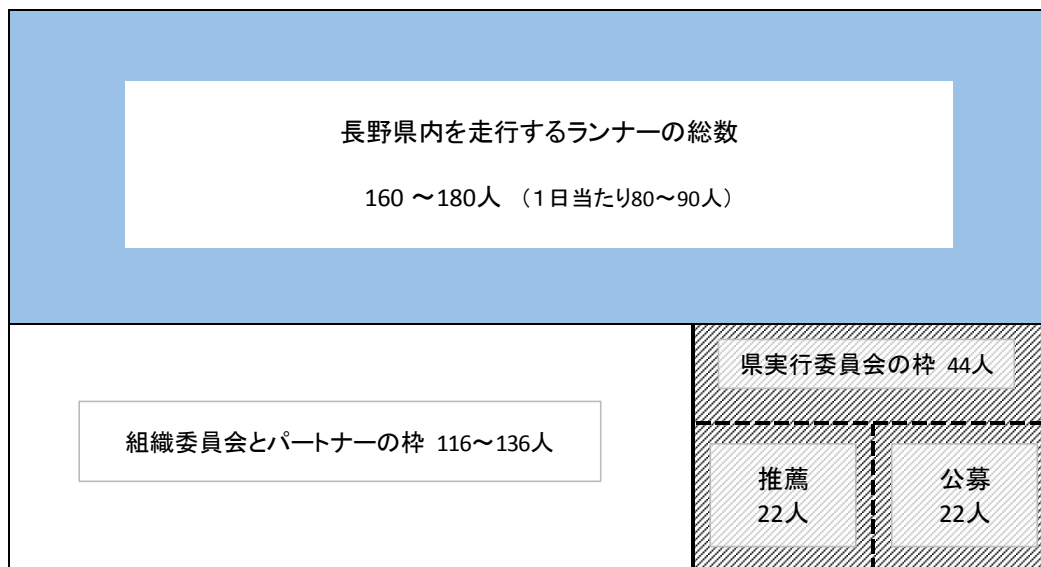 長野県内を走行するランナーの総数
160 ～180人 （１日当たり80～90人）
県実行委員会の枠 44人
組織委員会とパートナーの枠 116～136人
推薦
22人
公募
22人